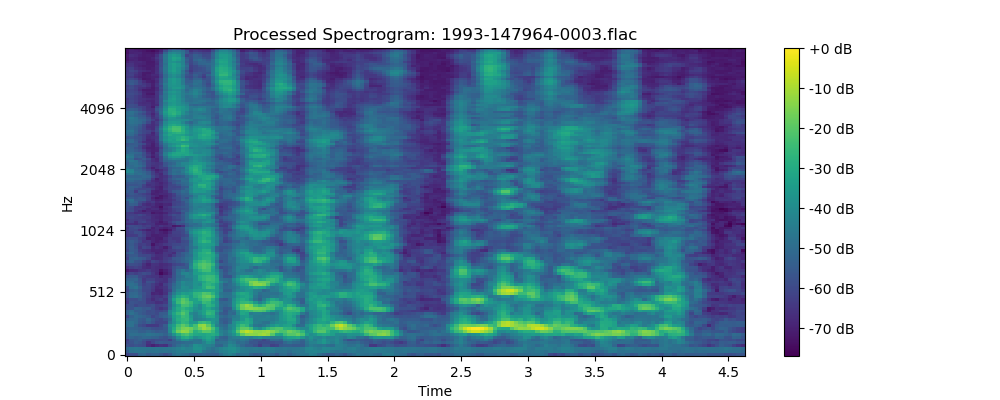 Processed Spectrogram: 1993-147964-0003.flac
Hz
4096
2048
1024
512
0
0 0.5 1 1.5 2 2.5 3 3.5 4 4.5
Time
+0 dB
-10 dB
-20 dB
-30 dB
-40 dB
-50 dB
-60 dB
-70 dB